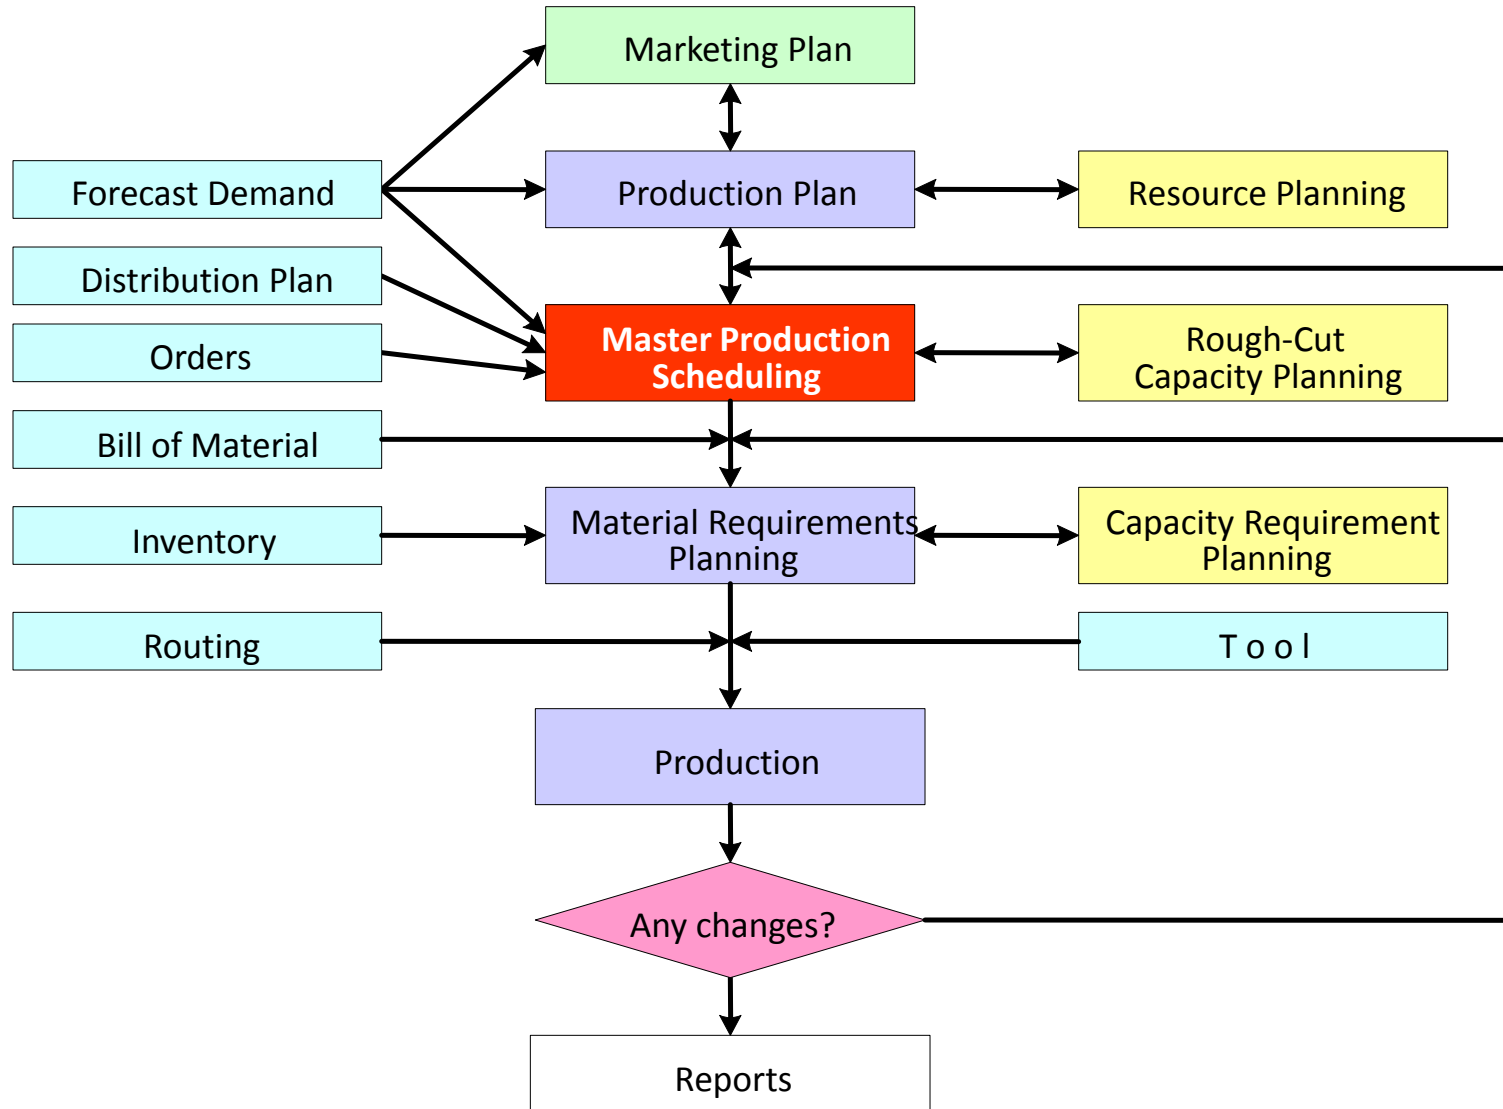 Marketing Plan
Forecast Demand
Production Plan
Resource Planning
Distribution Plan
Orders
Master Production
Scheduling
Rough-Cut
Capacity Planning
Bill of Material
Inventory
Material Requirements
Planning
Capacity Requirement
Planning
Routing
T o o l
Production
Any changes?
Reports